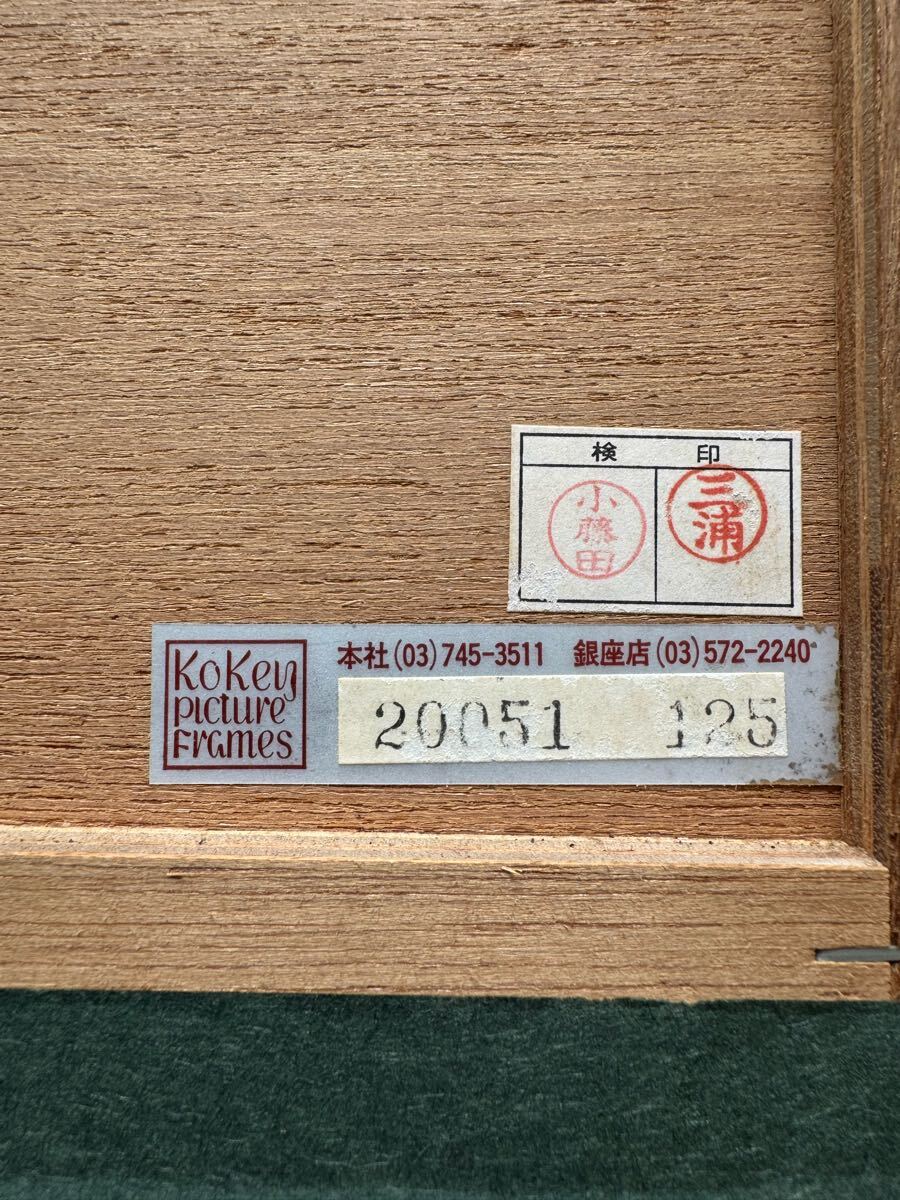 検 印
小藤田
三浦
KoKey
Picture
Frames
本社(03)745-3511 銀座店(03)572-2240
20051 125